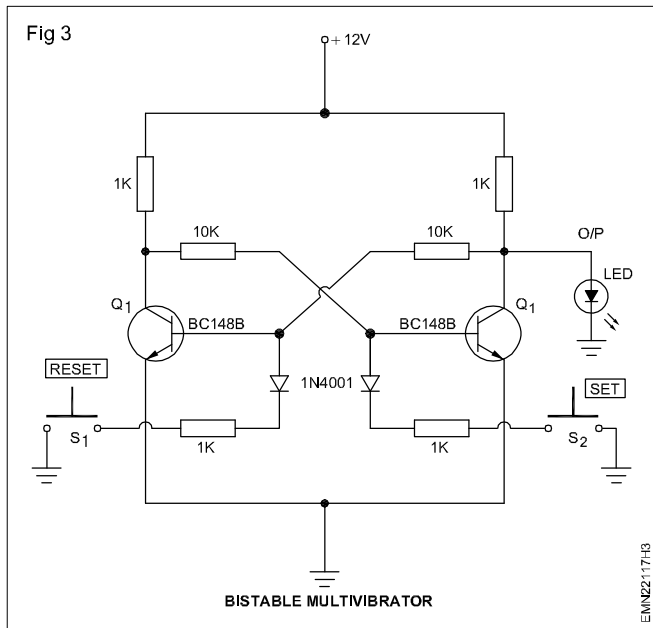 Fig 3
+ 12V
1K
1K
10K
10K
O/P
LED
Q1
BC148B
BC148B
Q1
RESET
1N4001
SET
S1
1K
1K
S2
BISTABLE MULTIVIBRATOR
EMN22117H3